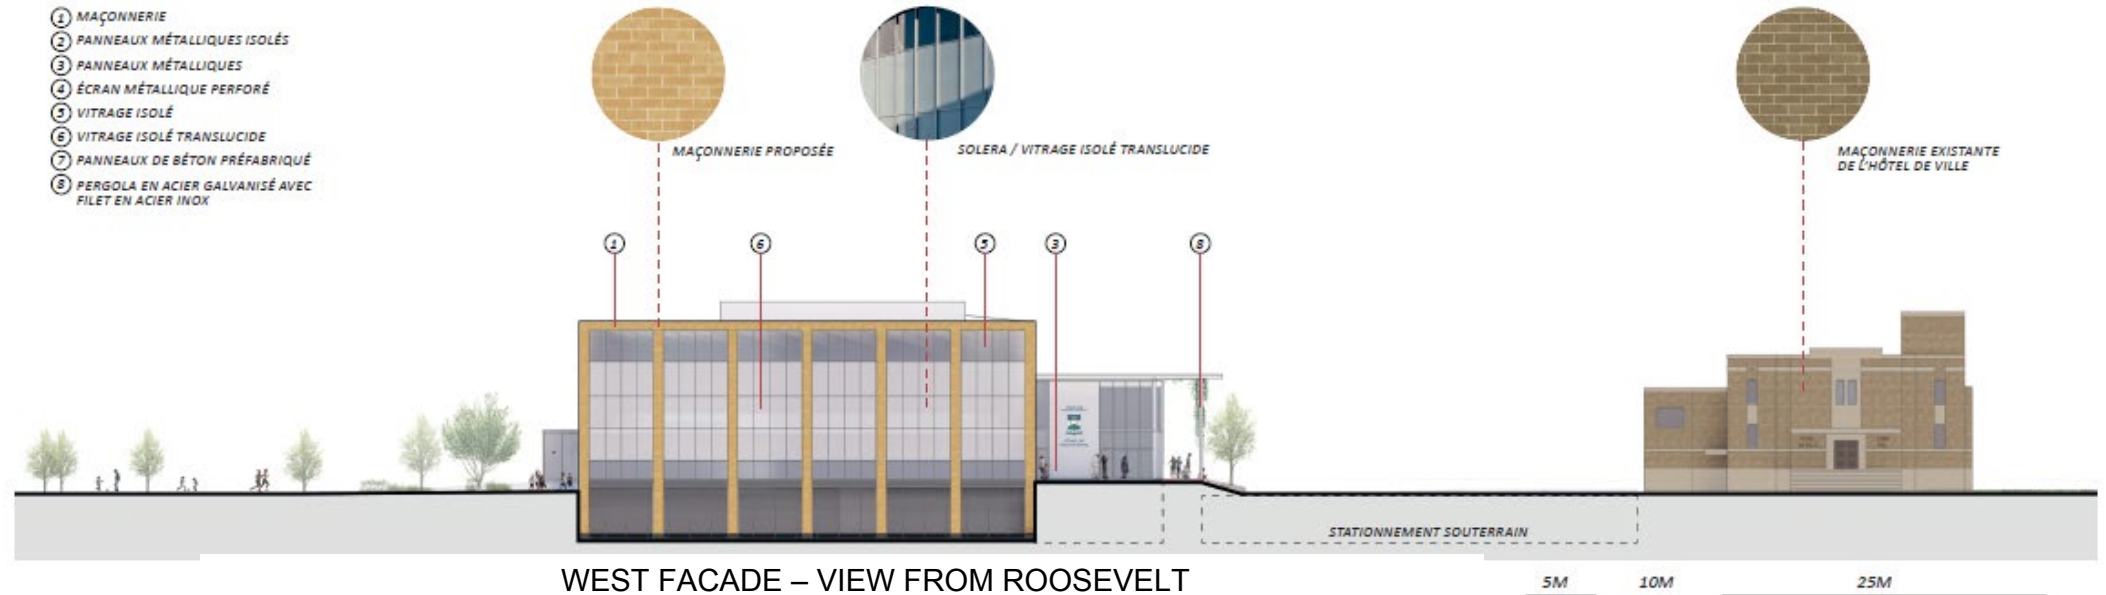 1 MAÇONNERIE
2 PANNEAUX MÉTALLIQUES ISOLÉS
3 PANNEAUX MÉTALLIQUES
4 ÉCRAN MÉTALLIQUE PERFORÉ
5 VITRAGE ISOLÉ
6 VITRAGE ISOLÉ TRANSLUCIDE
7 PANNEAUX DE BÉTON PRÉFABRIQUÉ
8 PERGOLA EN ACIER GALVANISÉ AVEC
FILET EN ACIER INOX
MAÇONNERIE PROPOSÉE
SOLERA / VITRAGE ISOLÉ TRANSLUCIDE
MAÇONNERIE EXISTANTE
DE L'HÔTEL DE VILLE
1 6 5 3 8
STATIONNEMENT SOUTERRAIN
WEST FACADE – VIEW FROM ROOSEVELT
5M 10M 25M